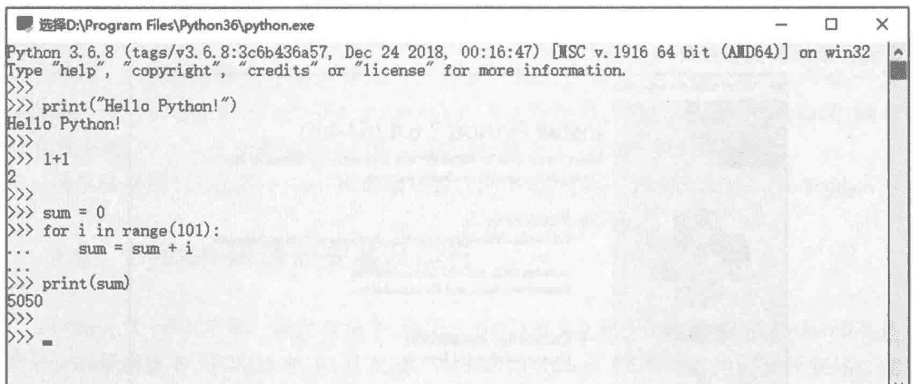 选择D:\Program Files\Python36\python.exe
Python 3.6.8 (tags/v3.6.8:3c6b436a57, Dec 24 2018, 00:16:47) [MSC v.1916 64 bit (AMD64)] on win32
Type "help", "copyright", "credits" or "license" for more information.
>>>
>>> print("Hello Python!")
Hello Python!
>>>
>>> 1+1
2
>>>
>>> sum = 0
>>> for i in range(101):
...     sum = sum + i
...
>>> print(sum)
5050
>>>
>>>